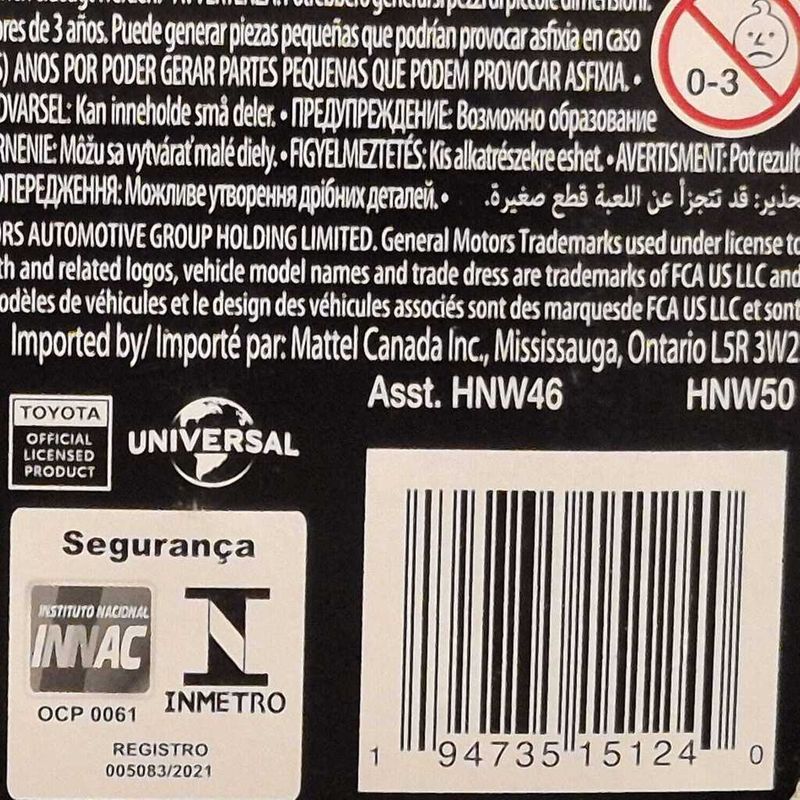 pezzi di piccole dimensioni.
de 3 años. Puede generar piezas pequeñas que podrían provocar asfixia en caso
ANOS POR PODER GERAR PARTES PEQUENAS QUE PODEM PROVOCAR ASFIXIA. •
0-3
DVARSEL: Kan inneholde små deler. • ПРЕДУПРЕЖДЕНИЕ: Возможно образование
RNENIE: Môžu sa vytvárať malé diely. • FIGYELMEZTETÉS: Kis alkatrészekre eshet. • AVERTISMENT: Pot rezult
ОПЕРЕДЖЕННЯ: Можливе утворення дрібних деталей. • تحذير: قد تتجزأ عن اللعبة قطع صغيرة.
RS AUTOMOTIVE GROUP HOLDING LIMITED. General Motors Trademarks used under license to
th and related logos, vehicle model names and trade dress are trademarks of FCA US LLC and
odèles de véhicules et le design des véhicules associés sont des marquesde FCA US LLC et sont
Imported by/ Importé par: Mattel Canada Inc., Mississauga, Ontario L5R 3W2
Asst. HNW46 HNW50
TOYOTA
OFFICIAL
LICENSED
PRODUCT
UNIVERSAL
Segurança
INSTITUTO NACIONAL
INNAC
OCP 0061
INMETRO
REGISTRO
005083/2021
1 94735 15124 0